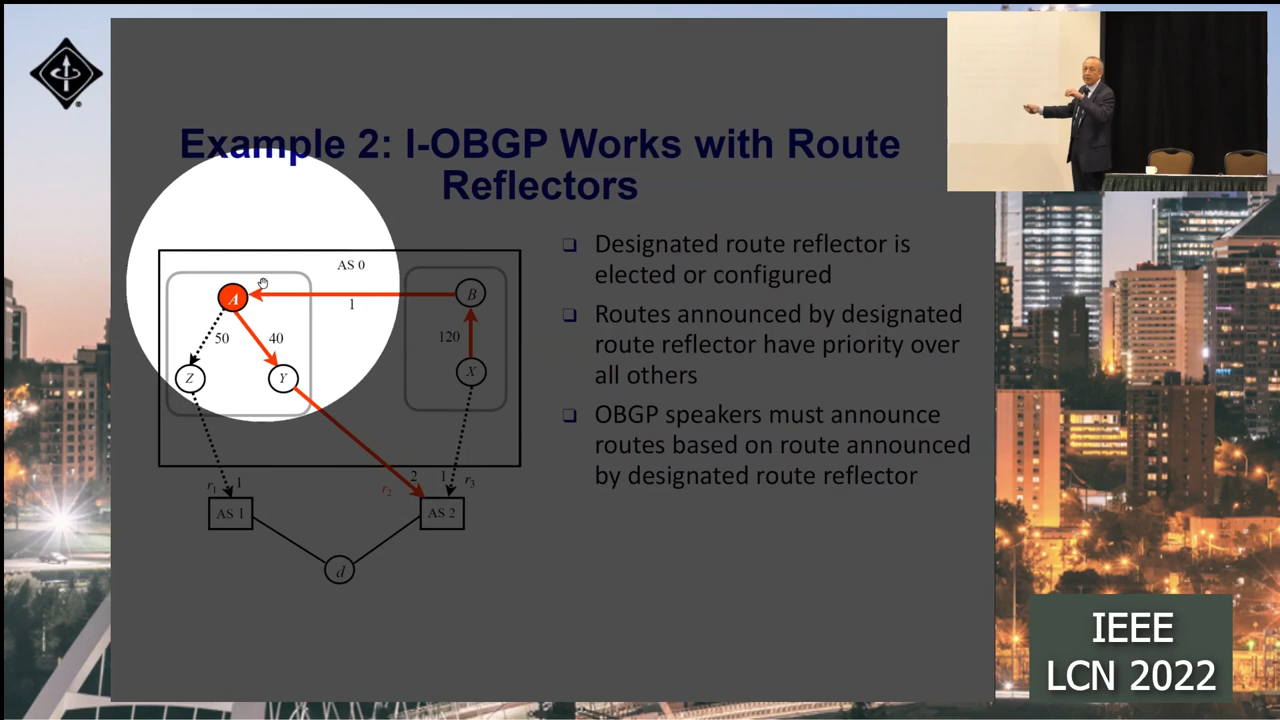 Example 2: I-OBGP Works with Route
Reflectors
AS 0
A
B
1
50
40
120
Z
Y
X
r1
1
r2
2
1
r3
AS 1
AS 2
d
Designated route reflector is
elected or configured
Routes announced by designated
route reflector have priority over
all others
OBGP speakers must announce
routes based on route announced
by designated route reflector
IEEE
LCN 2022